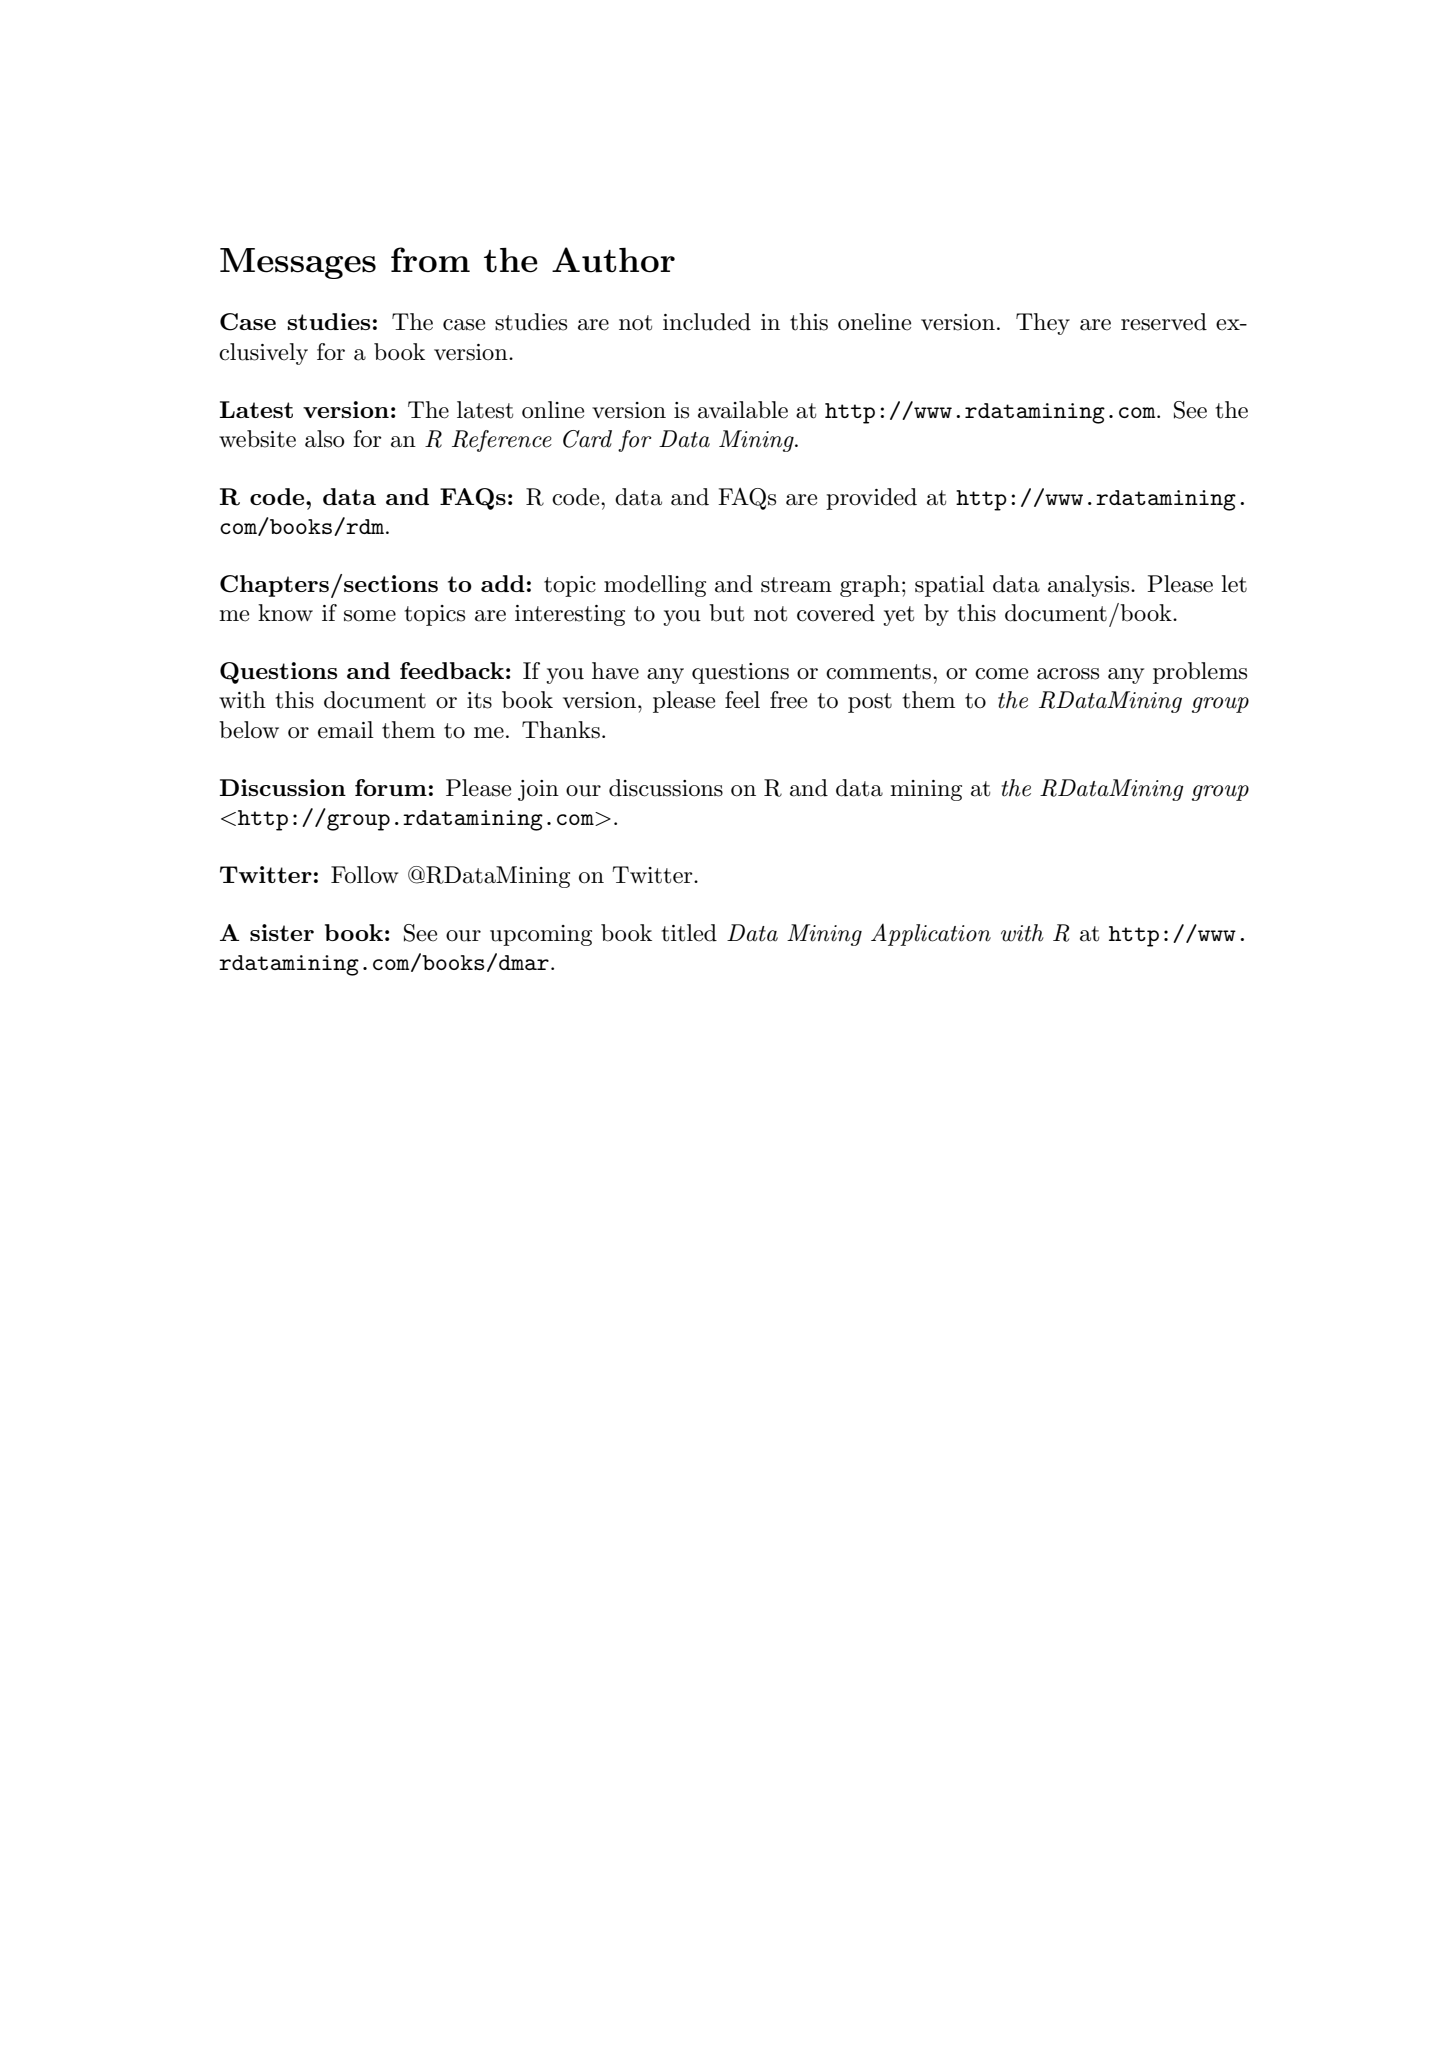 Messages from the Author
Case studies: The case studies are not included in this oneline version. They are reserved ex-
clusively for a book version.
Latest version: The latest online version is available at http://www.rdatamining.com. See the
website also for an R Reference Card for Data Mining.
R code, data and FAQs: R code, data and FAQs are provided at http://www.rdatamining.
com/books/rdm.
Chapters/sections to add: topic modelling and stream graph; spatial data analysis. Please let
me know if some topics are interesting to you but not covered yet by this document/book.
Questions and feedback: If you have any questions or comments, or come across any problems
with this document or its book version, please feel free to post them to the RDataMining group
below or email them to me. Thanks.
Discussion forum: Please join our discussions on R and data mining at the RDataMining group
<http://group.rdatamining.com>.
Twitter: Follow @RDataMining on Twitter.
A sister book: See our upcoming book titled Data Mining Application with R at http://www.
rdatamining.com/books/dmar.